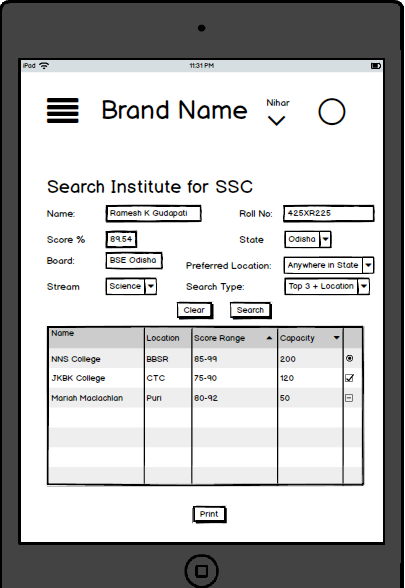 iPod 11:31 PM
Brand Name Nihar
Search Institute for SSC
Name: Ramesh K Gudapati Roll No: 425XR225
Score % 89.54 State Odisha
Board: BSE Odisha Preferred Location: Anywhere in State
Stream Science Search Type: Top 3 + Location
Clear Search
Name Location Score Range Capacity
NNS College BBSR 85-99 200
JKBK College CTC 75-90 120
Mariah Maclachlan Puri 80-92 50
Print